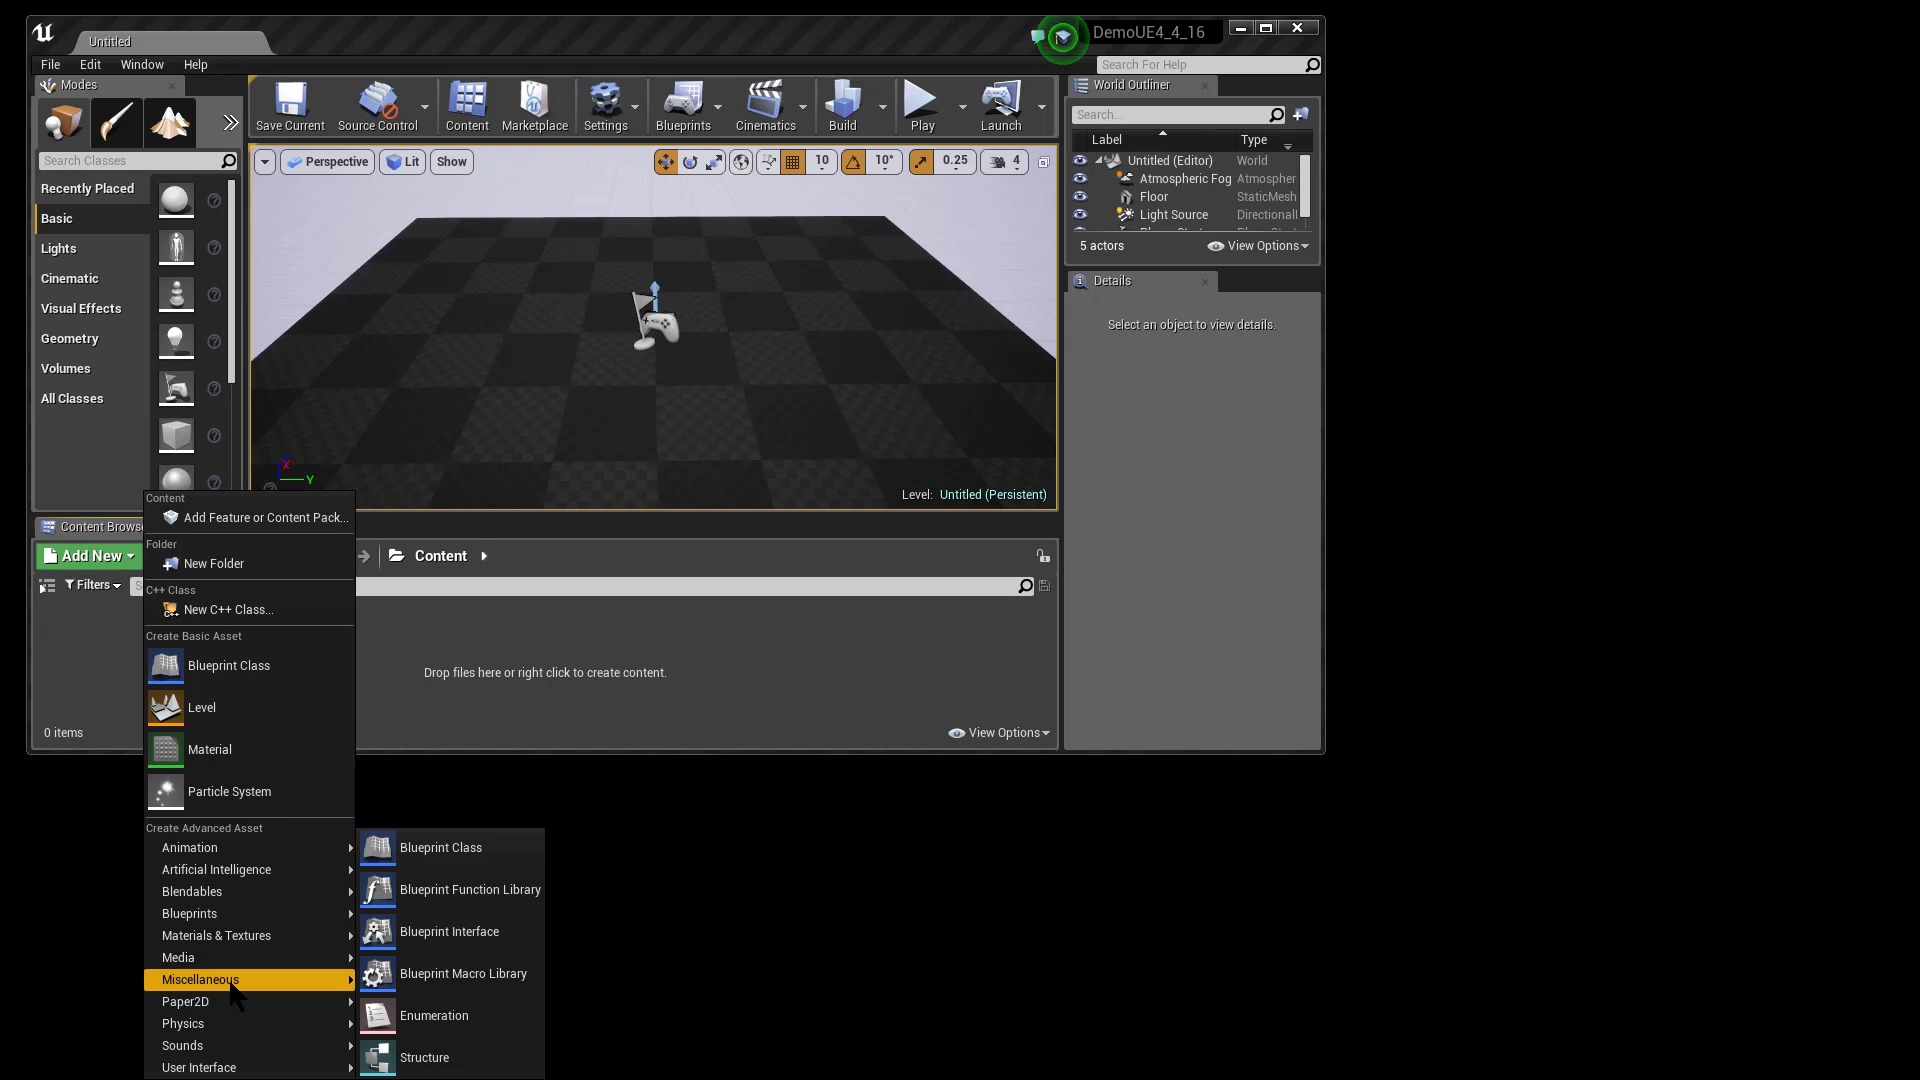 Untitled
DemoUE4_4_16
File Edit Window Help
Search For Help
Modes
Search Classes
Recently Placed
Basic
Lights
Cinematic
Visual Effects
Geometry
Volumes
All Classes
Save Current
Source Control
Content
Marketplace
Settings
Blueprints
Cinematics
Build
Play
Launch
Perspective
Lit
Show
10
10°
0.25
4
X
Y
Level: Untitled (Persistent)
World Outliner
Search...
Label Type
Untitled (Editor) World
Atmospheric Fog Atmospher
Floor StaticMesh
Light Source Directionall
5 actors
View Options
Details
Select an object to view details.
Content Browse
Add New
Content
Filters
Drop files here or right click to create content.
0 items
View Options
Content
Add Feature or Content Pack...
Folder
New Folder
C++ Class
New C++ Class...
Create Basic Asset
Blueprint Class
Level
Material
Particle System
Create Advanced Asset
Animation
Artificial Intelligence
Blendables
Blueprints
Materials & Textures
Media
Miscellaneous
Paper2D
Physics
Sounds
User Interface
Blueprint Class
Blueprint Function Library
Blueprint Interface
Blueprint Macro Library
Enumeration
Structure